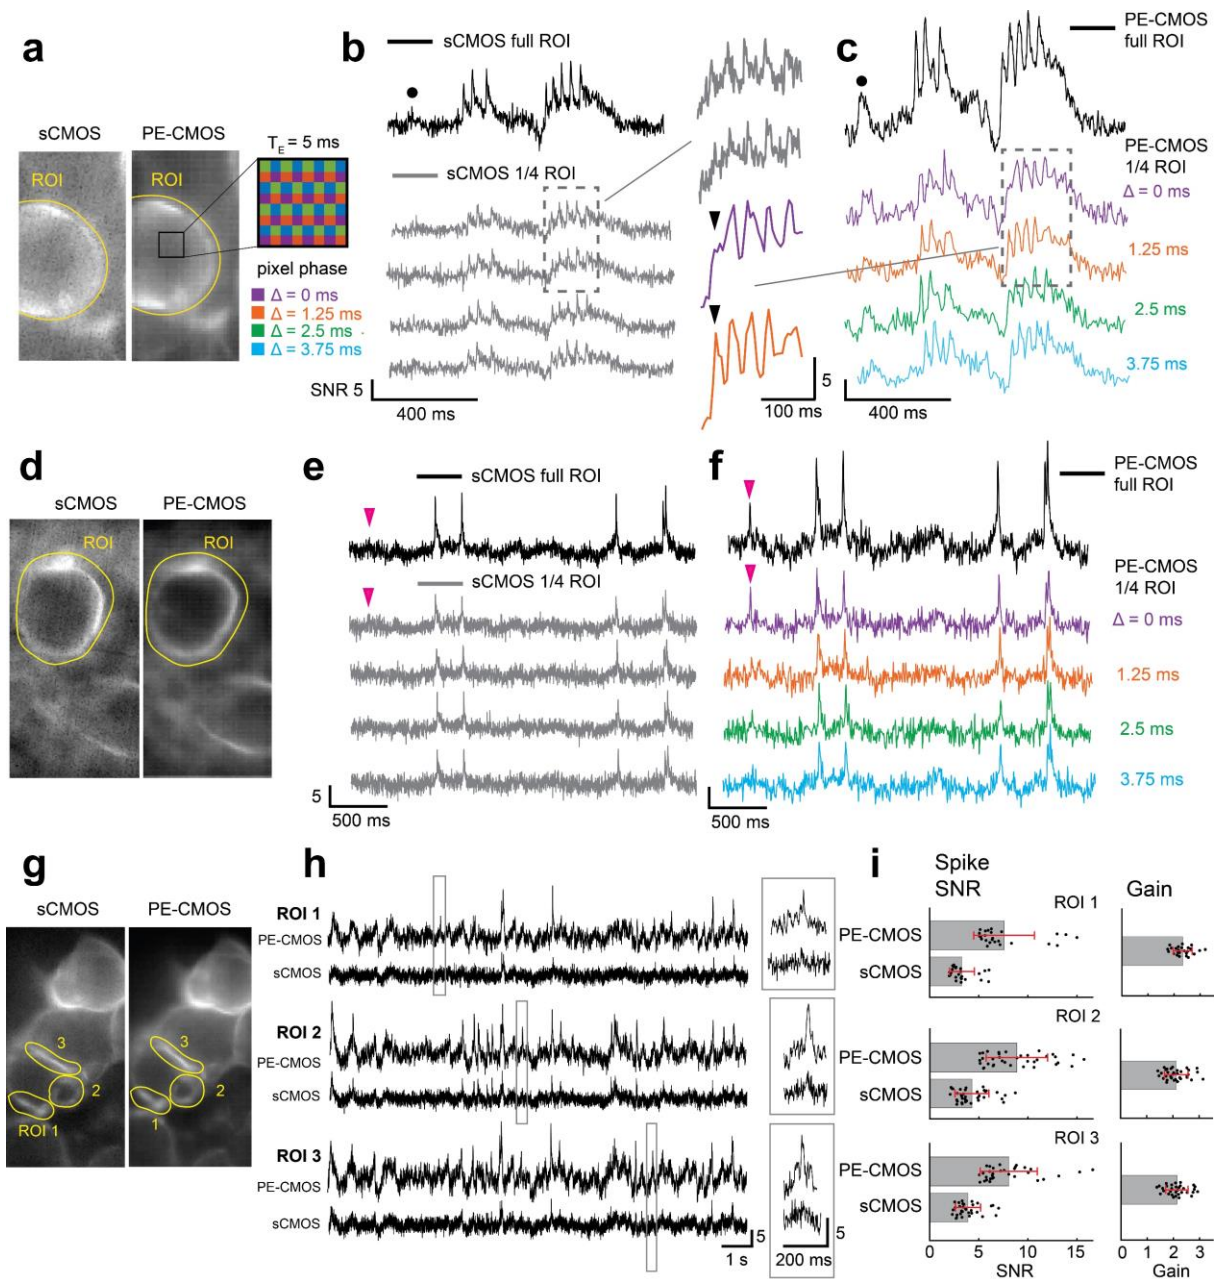 a
sCMOS
PE-CMOS
T_E = 5 ms
ROI
ROI
pixel phase
Δ = 0 ms
Δ = 1.25 ms
Δ = 2.5 ms
Δ = 3.75 ms
b
sCMOS full ROI
sCMOS 1/4 ROI
SNR 5
400 ms
5
100 ms
c
PE-CMOS
full ROI
PE-CMOS
1/4 ROI
Δ = 0 ms
1.25 ms
2.5 ms
3.75 ms
400 ms
d
sCMOS
PE-CMOS
ROI
ROI
e
sCMOS full ROI
sCMOS 1/4 ROI
5
500 ms
f
PE-CMOS
full ROI
PE-CMOS
1/4 ROI
Δ = 0 ms
1.25 ms
2.5 ms
3.75 ms
5
500 ms
g
sCMOS
PE-CMOS
3
2
ROI 1
3
2
1
h
ROI 1
PE-CMOS
sCMOS
ROI 2
PE-CMOS
sCMOS
ROI 3
PE-CMOS
sCMOS
5
1 s
5
200 ms
i
Spike
SNR
Gain
ROI 1
PE-CMOS
sCMOS
ROI 2
PE-CMOS
sCMOS
ROI 3
PE-CMOS
sCMOS
0 5 10 15
SNR
0 1 2 3
Gain